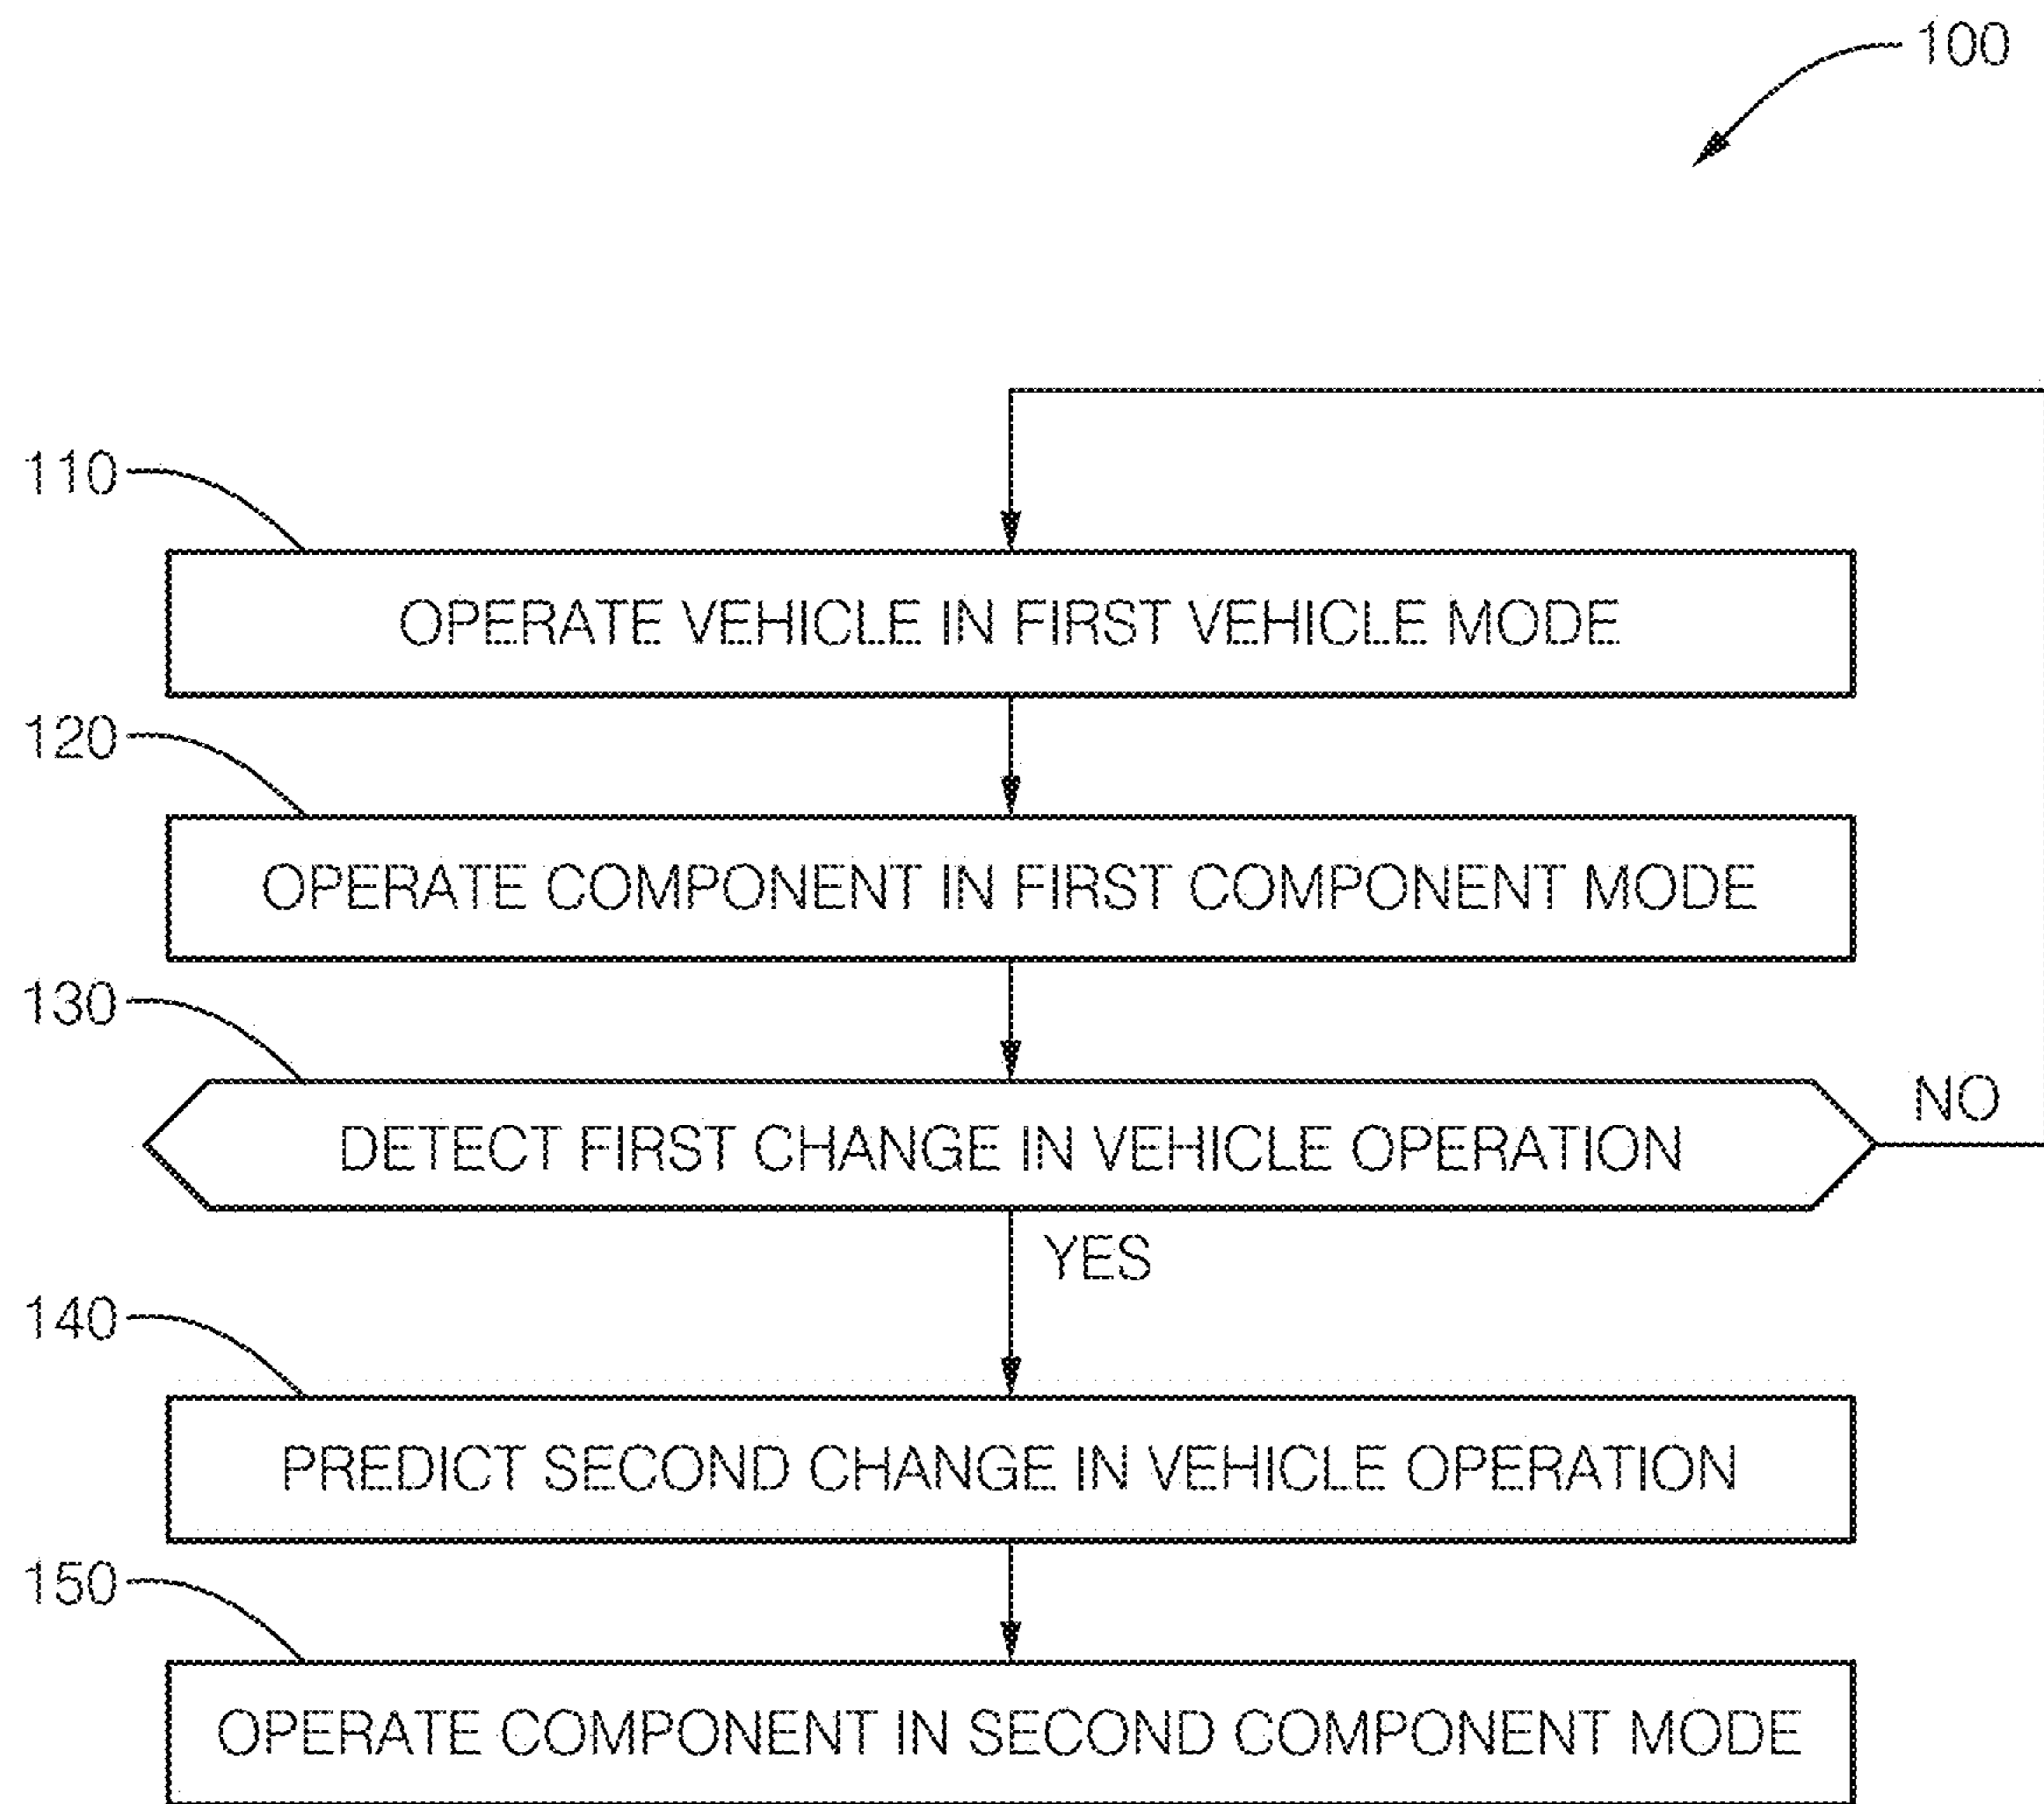 100
110
OPERATE VEHICLE IN FIRST VEHICLE MODE
120
OPERATE COMPONENT IN FIRST COMPONENT MODE
130
DETECT FIRST CHANGE IN VEHICLE OPERATION
NO
YES
140
PREDICT SECOND CHANGE IN VEHICLE OPERATION
150
OPERATE COMPONENT IN SECOND COMPONENT MODE